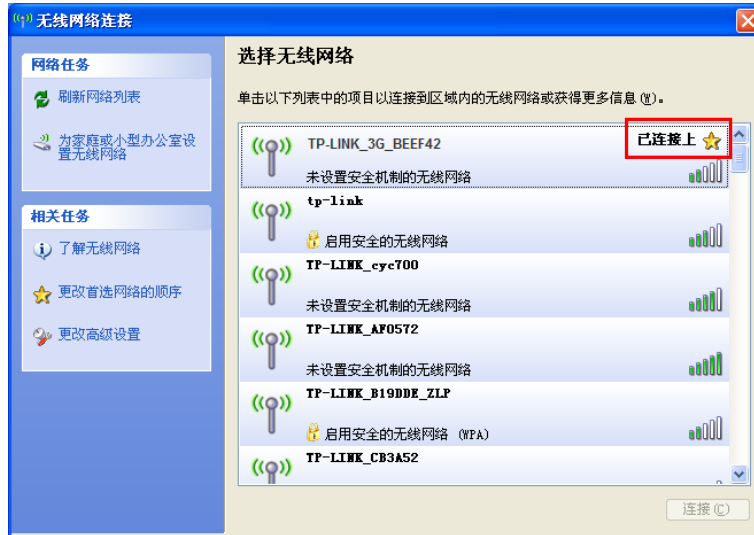 无线网络连接
网络任务
刷新网络列表
为家庭或小型办公室设
置无线网络
相关任务
了解无线网络
更改首选网络的顺序
更改高级设置
选择无线网络
单击以下列表中的项目以连接到区域内的无线网络或获得更多信息(W)。
TP-LINK_3G_BEEF42
已连接上
未设置安全机制的无线网络
tp-link
启用安全的无线网络
TP-LINK_cyc700
未设置安全机制的无线网络
TP-LINK_AF0572
未设置安全机制的无线网络
TP-LINK_B19DDE_ZLP
启用安全的无线网络 (WPA)
TP-LINK_CB3A52
连接(C)